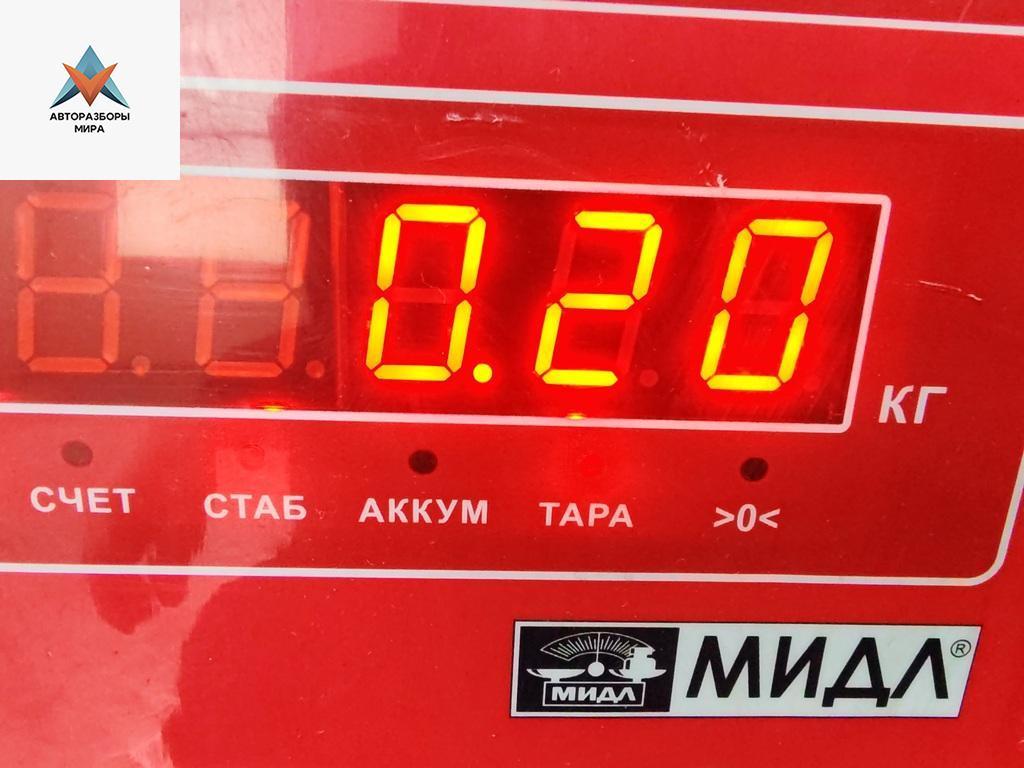 АВТОРАЗБОРЫ
МИРА
0.20
КГ
СЧЕТ СТАБ АККУМ ТАРА >0<
МИДЛ МИДЛ®